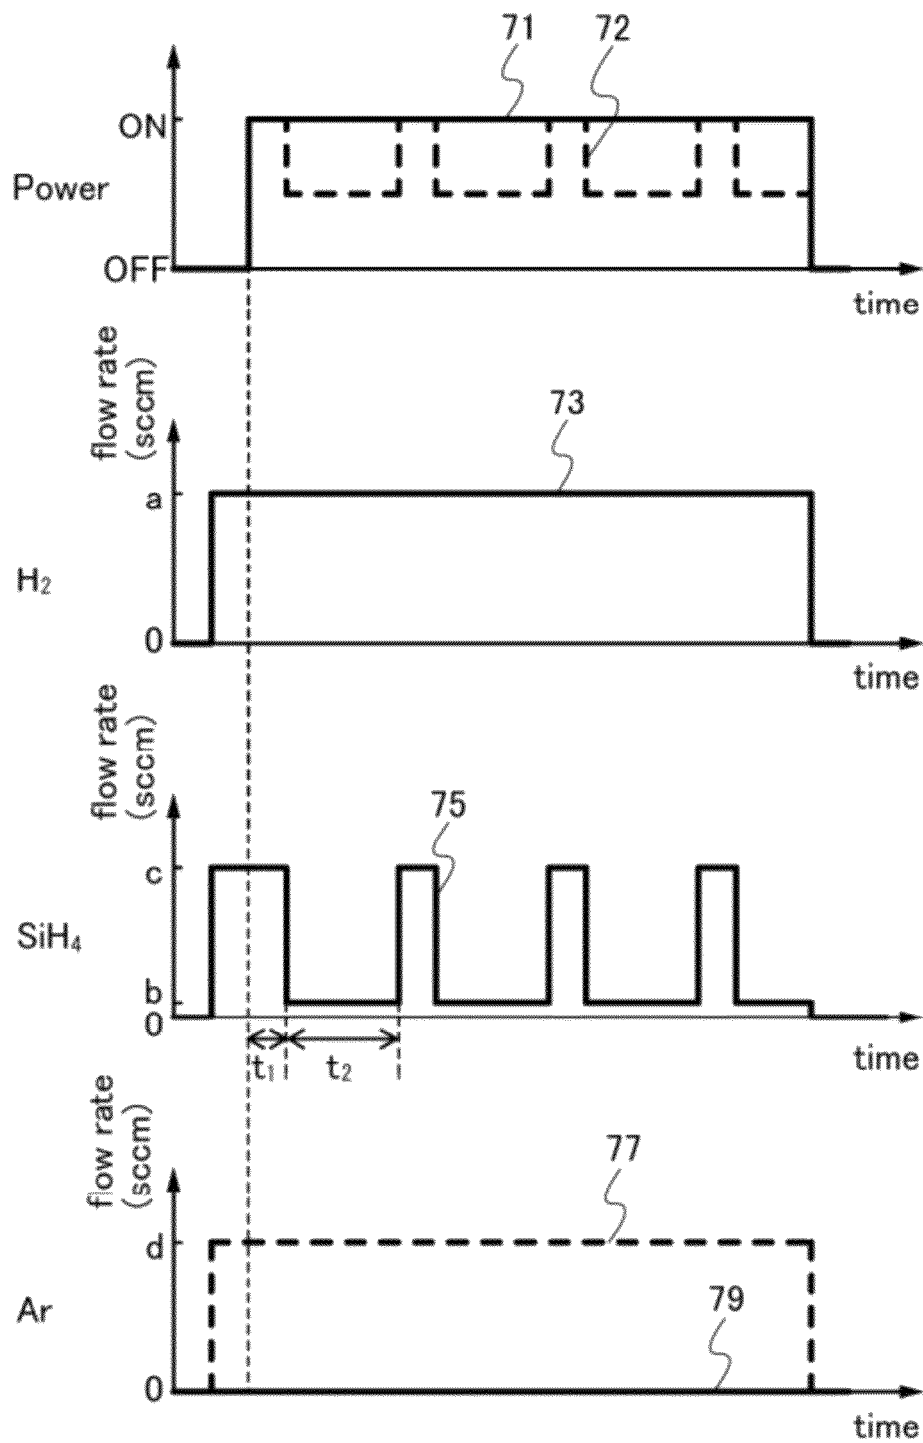 71
72
ON
Power
OFF
time
flow rate
(sccm)
73
a
H₂
0
time
flow rate
(sccm)
75
c
SiH₄
b
0
t₁
t₂
time
flow rate
(sccm)
77
d
79
Ar
0
time